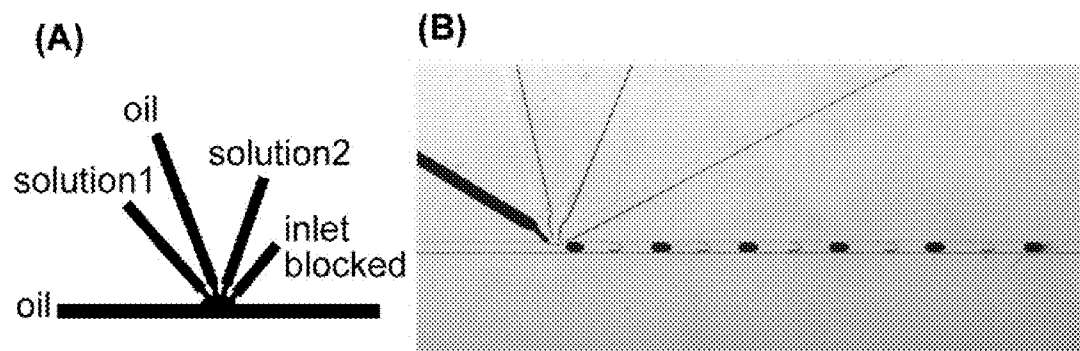 (A)
(B)
oil
solution2
solution1
inlet
blocked
oil